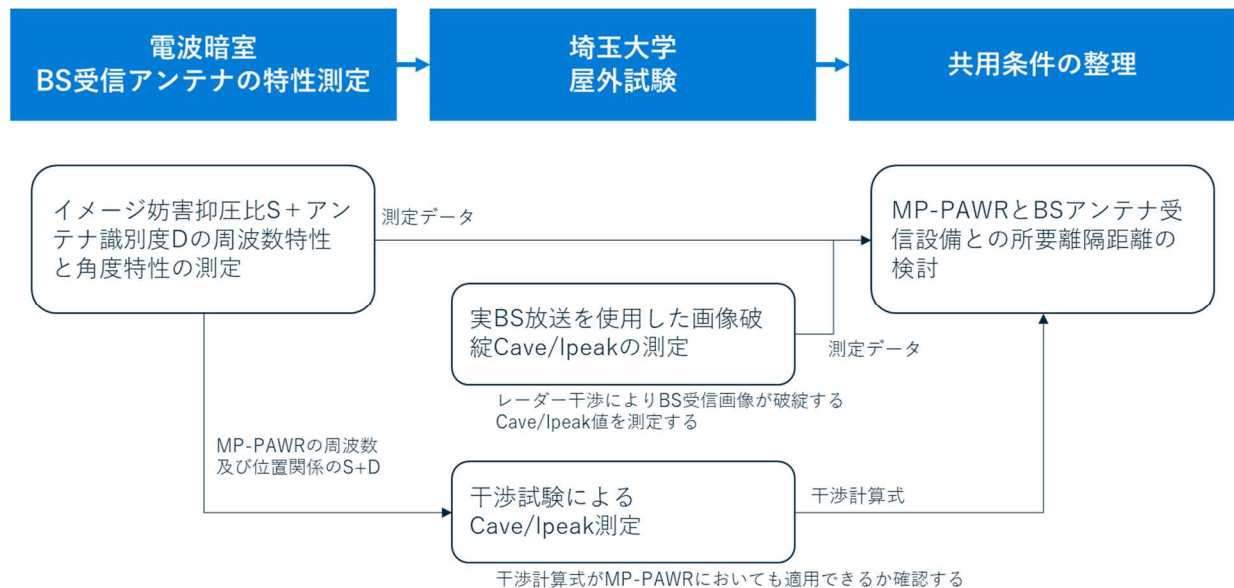 電波暗室
BS受信アンテナの特性測定
埼玉大学
屋外試験
共用条件の整理
イメージ妨害抑圧比S＋アン
テナ識別度Dの周波数特性
と角度特性の測定
測定データ
MP-PAWRとBSアンテナ受
信設備との所要離隔距離の
検討
実BS放送を使用した画像破
綻Cave/Ipeakの測定
測定データ
レーダー干渉によりBS受信画像が破綻する
Cave/Ipeak値を測定する
MP-PAWRの周波数
及び位置関係のS+D
干渉試験による
Cave/Ipeak測定
干渉計算式
干渉計算式がMP-PAWRにおいても適用できるか確認する